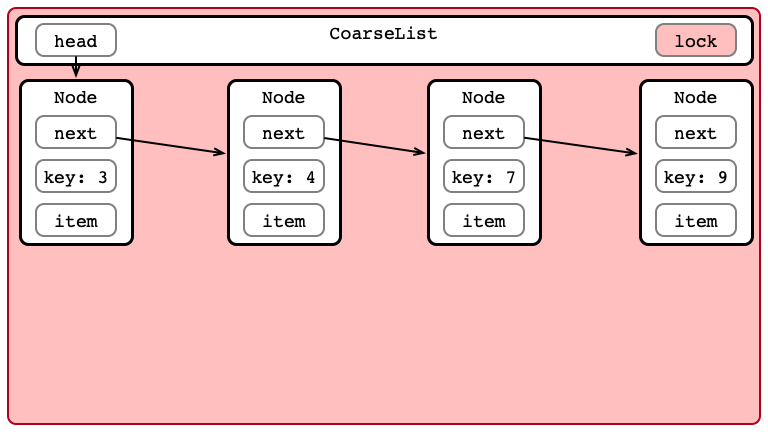 head CoarseList lock
Node Node Node Node
next next next next
key: 3 key: 4 key: 7 key: 9
item item item item